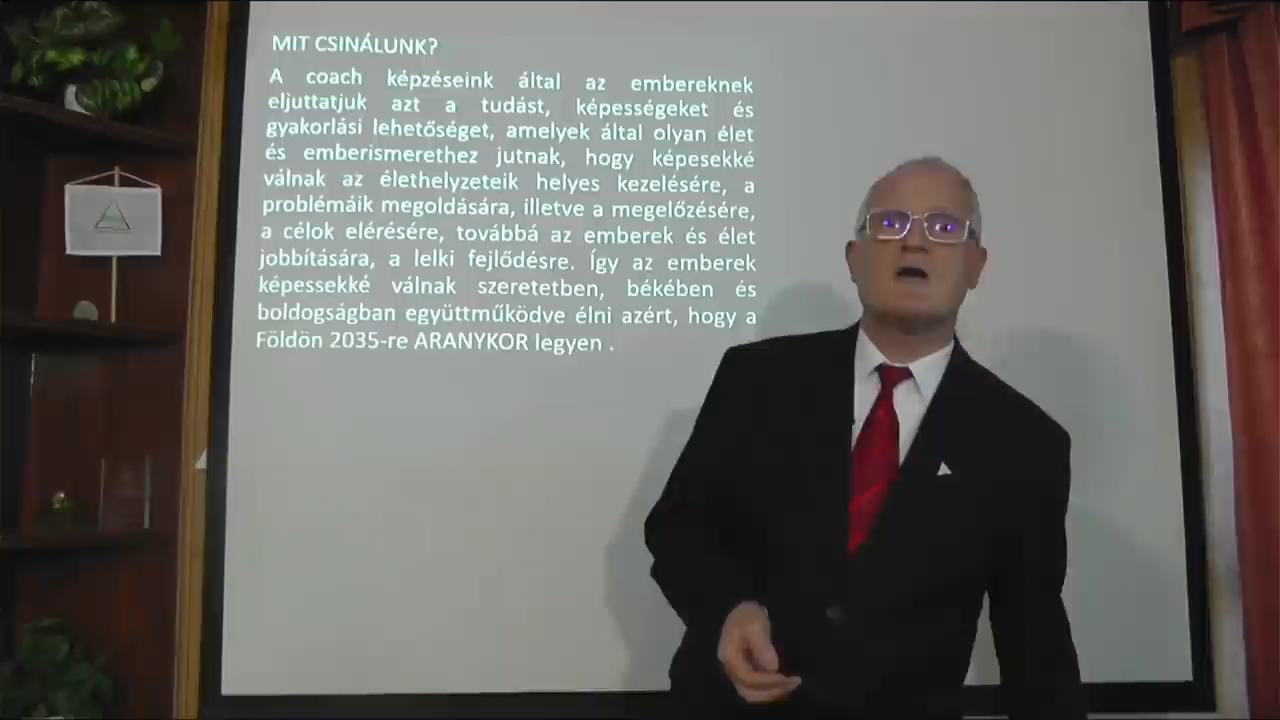 MIT CSINÁLUNK?
A coach képzéseink által az embereknek
eljuttatjuk azt a tudást, képességeket és
gyakorlási lehetőséget, amelyek által olyan élet
és emberismerethez jutnak, hogy képesekké
válnak az élethelyzeteik helyes kezelésére, a
problémáik megoldására, illetve a megelőzésére,
a célok elérésére, továbbá az emberek és élet
jobbítására, a lelki fejlődésre. Így az emberek
képessekké válnak szeretetben, békében és
boldogságban együttműködve élni azért, hogy a
Földön 2035-re ARANYKOR legyen .